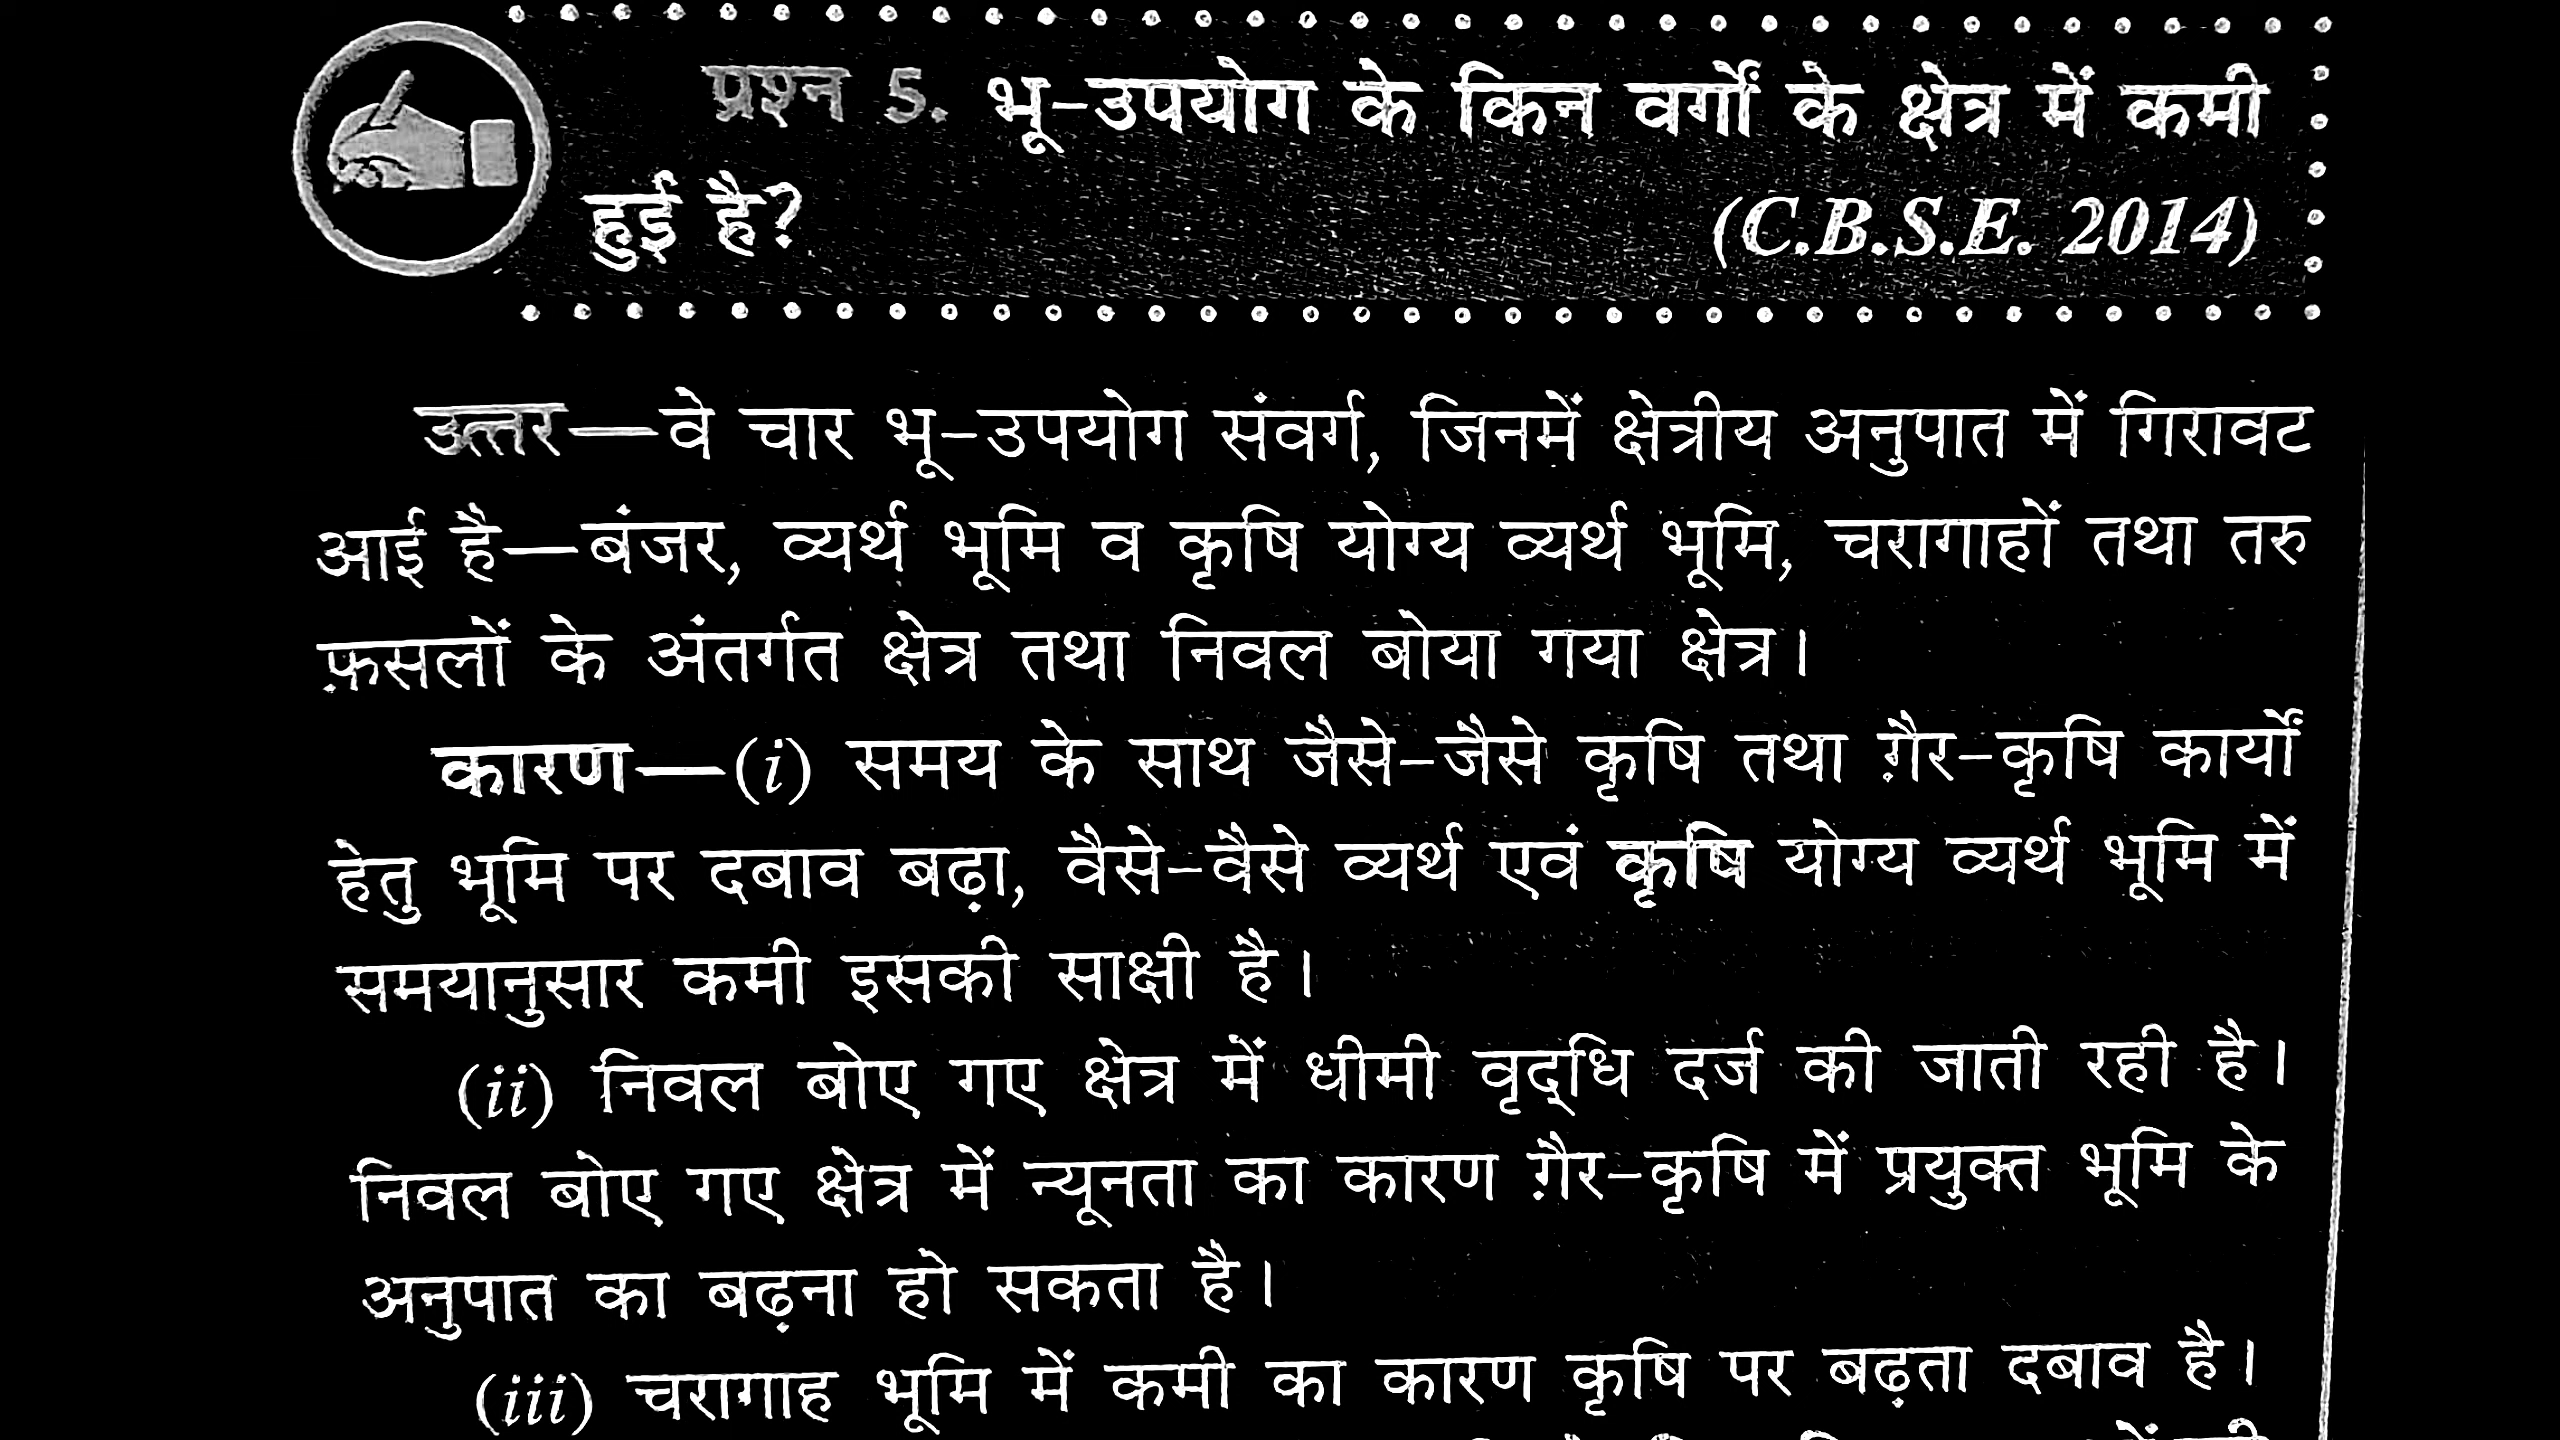 प्रश्न 5. भू-उपयोग के किन वर्गों के क्षेत्र में कमी
हुई है? (C.B.S.E. 2014)
उत्तर—वे चार भू-उपयोग संवर्ग, जिनमें क्षेत्रीय अनुपात में गिरावट
आई है—बंजर, व्यर्थ भूमि व कृषि योग्य व्यर्थ भूमि, चरागाहों तथा तरु
फ़सलों के अंतर्गत क्षेत्र तथा निवल बोया गया क्षेत्र।
कारण—(i) समय के साथ जैसे-जैसे कृषि तथा ग़ैर-कृषि कार्यों
हेतु भूमि पर दबाव बढ़ा, वैसे-वैसे व्यर्थ एवं कृषि योग्य व्यर्थ भूमि में
समयानुसार कमी इसकी साक्षी है।
(ii) निवल बोए गए क्षेत्र में धीमी वृद्‌धि दर्ज की जाती रही है।
निवल बोए गए क्षेत्र में न्यूनता का कारण ग़ैर-कृषि में प्रयुक्त भूमि के
अनुपात का बढ़ना हो सकता है।
(iii) चरागाह भूमि में कमी का कारण कृषि पर बढ़ता दबाव है।